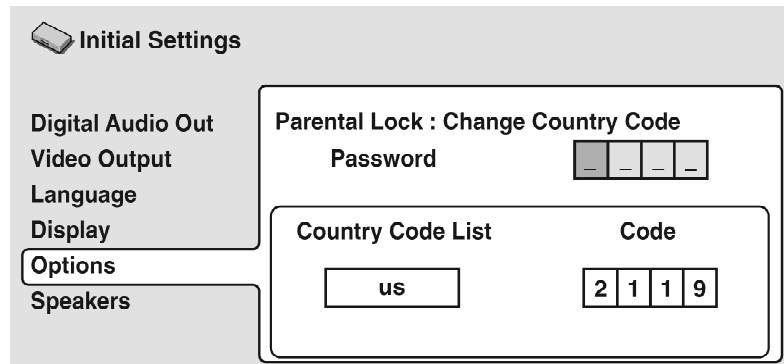 Initial Settings
Digital Audio Out
Video Output
Language
Display
Options
Speakers
Parental Lock : Change Country Code
Password _ _ _ _
Country Code List Code
us 2 1 1 9